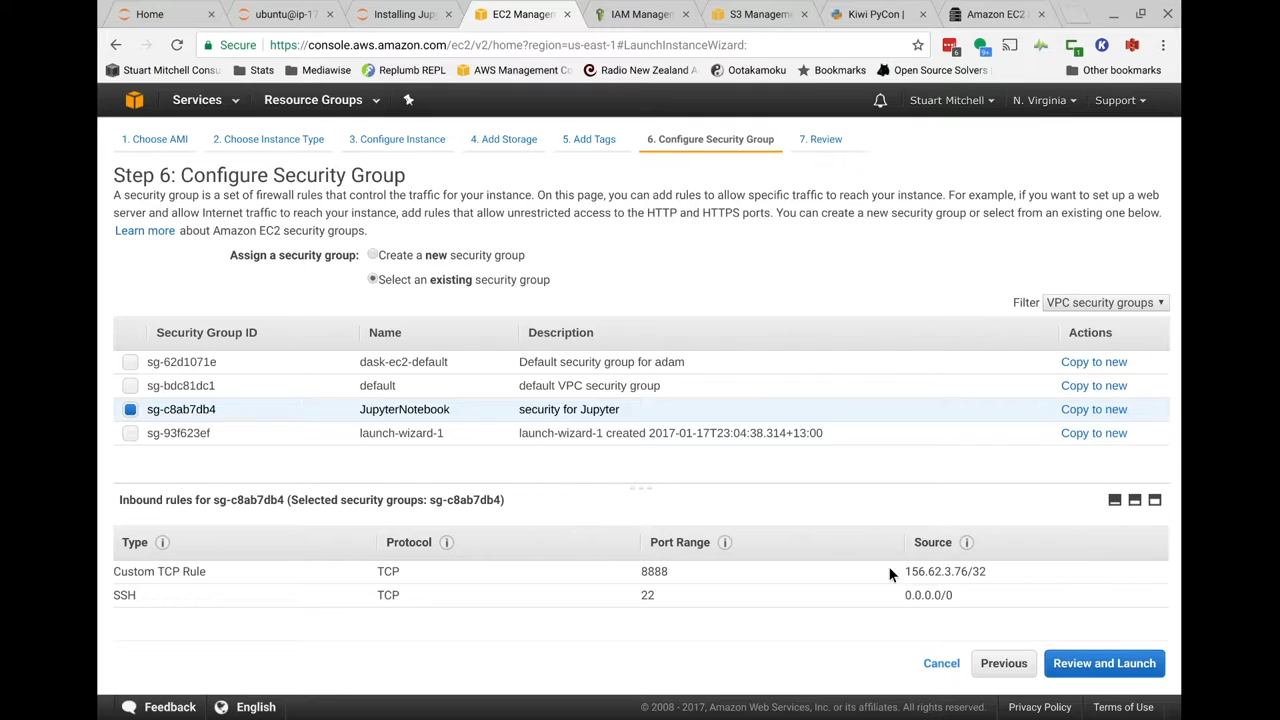 Home
ubuntu@ip-17
Installing Jup
EC2 Manage
IAM Manage
S3 Managem
Kiwi PyCon |
Amazon EC2
Secure https://console.aws.amazon.com/ec2/v2/home?region=us-east-1#LaunchInstanceWizard:
6 9+ 1
Stuart Mitchell Consu Stats Mediawise Replumb REPL AWS Management Co Radio New Zealand A Ootakamoku Bookmarks Open Source Solvers Other bookmarks
Services Resource Groups Stuart Mitchell N. Virginia Support
1. Choose AMI 2. Choose Instance Type 3. Configure Instance 4. Add Storage 5. Add Tags 6. Configure Security Group 7. Review
Step 6: Configure Security Group
A security group is a set of firewall rules that control the traffic for your instance. On this page, you can add rules to allow specific traffic to reach your instance. For example, if you want to set up a web
server and allow Internet traffic to reach your instance, add rules that allow unrestricted access to the HTTP and HTTPS ports. You can create a new security group or select from an existing one below.
Learn more about Amazon EC2 security groups.
Assign a security group: Create a new security group
Select an existing security group
Filter VPC security groups
Security Group ID Name Description Actions
sg-62d1071e dask-ec2-default Default security group for adam Copy to new
sg-bdc81dc1 default default VPC security group Copy to new
sg-c8ab7db4 JupyterNotebook security for Jupyter Copy to new
sg-93f623ef launch-wizard-1 launch-wizard-1 created 2017-01-17T23:04:38.314+13:00 Copy to new
Inbound rules for sg-c8ab7db4 (Selected security groups: sg-c8ab7db4)
Type Protocol Port Range Source
Custom TCP Rule TCP 8888 156.62.3.76/32
SSH TCP 22 0.0.0.0/0
Cancel Previous Review and Launch
Feedback English © 2008 - 2017, Amazon Web Services, Inc. or its affiliates. All rights reserved. Privacy Policy Terms of Use